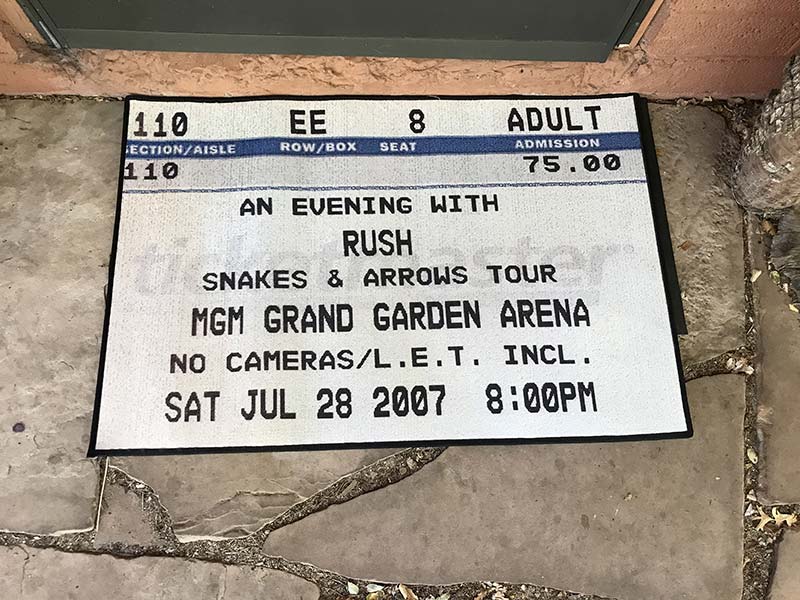 110 EE 8 ADULT
SECTION/AISLE ROW/BOX SEAT ADMISSION
110 75.00
AN EVENING WITH
RUSH
ticketmaster
SNAKES & ARROWS TOUR
MGM GRAND GARDEN ARENA
NO CAMERAS/L.E.T. INCL.
SAT JUL 28 2007 8:00PM